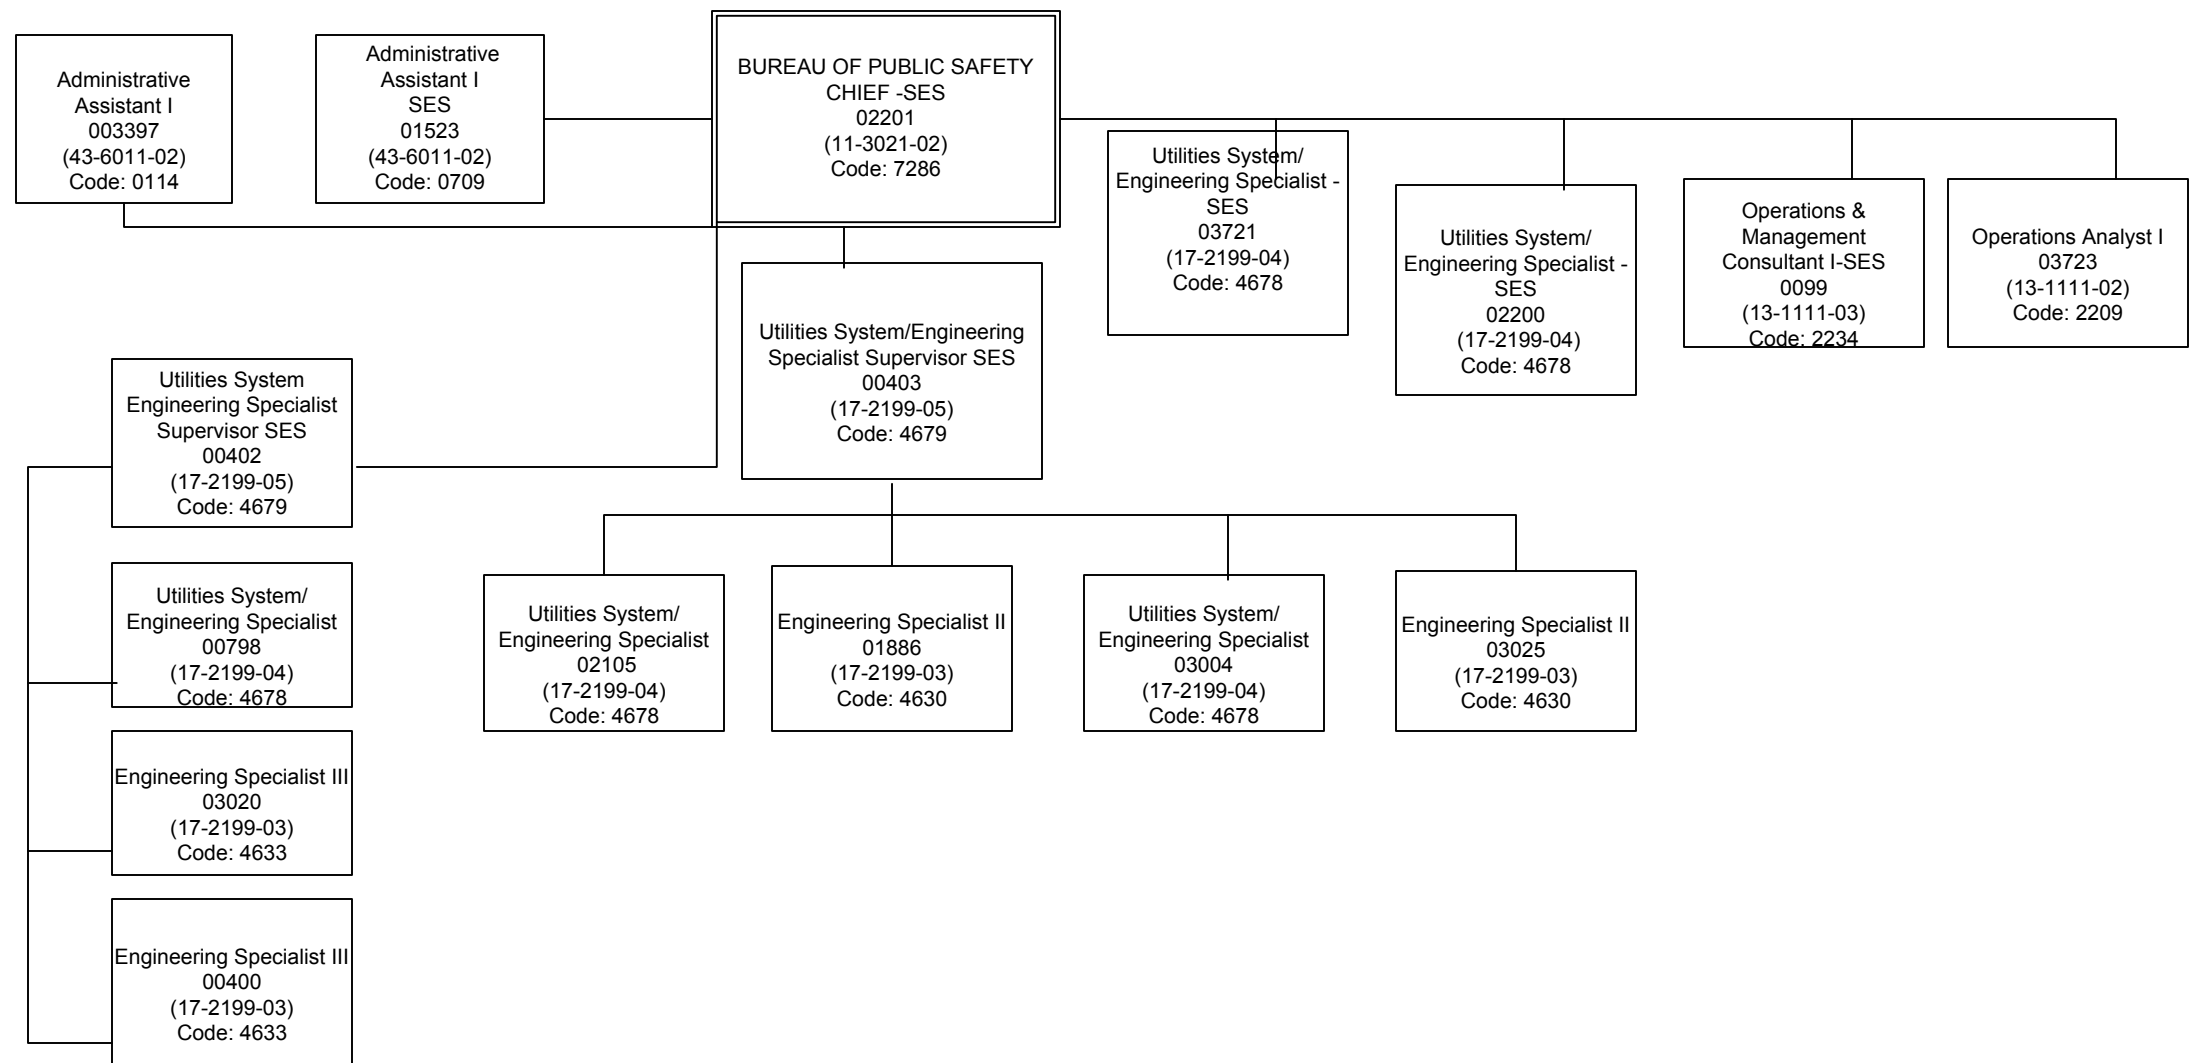 Administrative
Assistant I
003397
(43-6011-02)
Code: 0114
Administrative
Assistant I
SES
01523
(43-6011-02)
Code: 0709
BUREAU OF PUBLIC SAFETY
CHIEF -SES
02201
(11-3021-02)
Code: 7286
Utilities System/
Engineering Specialist -
SES
03721
(17-2199-04)
Code: 4678
Utilities System/
Engineering Specialist -
SES
02200
(17-2199-04)
Code: 4678
Operations &
Management
Consultant I-SES
0099
(13-1111-03)
Code: 2234
Operations Analyst I
03723
(13-1111-02)
Code: 2209
Utilities System/Engineering
Specialist Supervisor SES
00403
(17-2199-05)
Code: 4679
Utilities System
Engineering Specialist
Supervisor SES
00402
(17-2199-05)
Code: 4679
Utilities System/
Engineering Specialist
00798
(17-2199-04)
Code: 4678
Utilities System/
Engineering Specialist
02105
(17-2199-04)
Code: 4678
Engineering Specialist II
01886
(17-2199-03)
Code: 4630
Utilities System/
Engineering Specialist
03004
(17-2199-04)
Code: 4678
Engineering Specialist II
03025
(17-2199-03)
Code: 4630
Engineering Specialist III
03020
(17-2199-03)
Code: 4633
Engineering Specialist III
00400
(17-2199-03)
Code: 4633